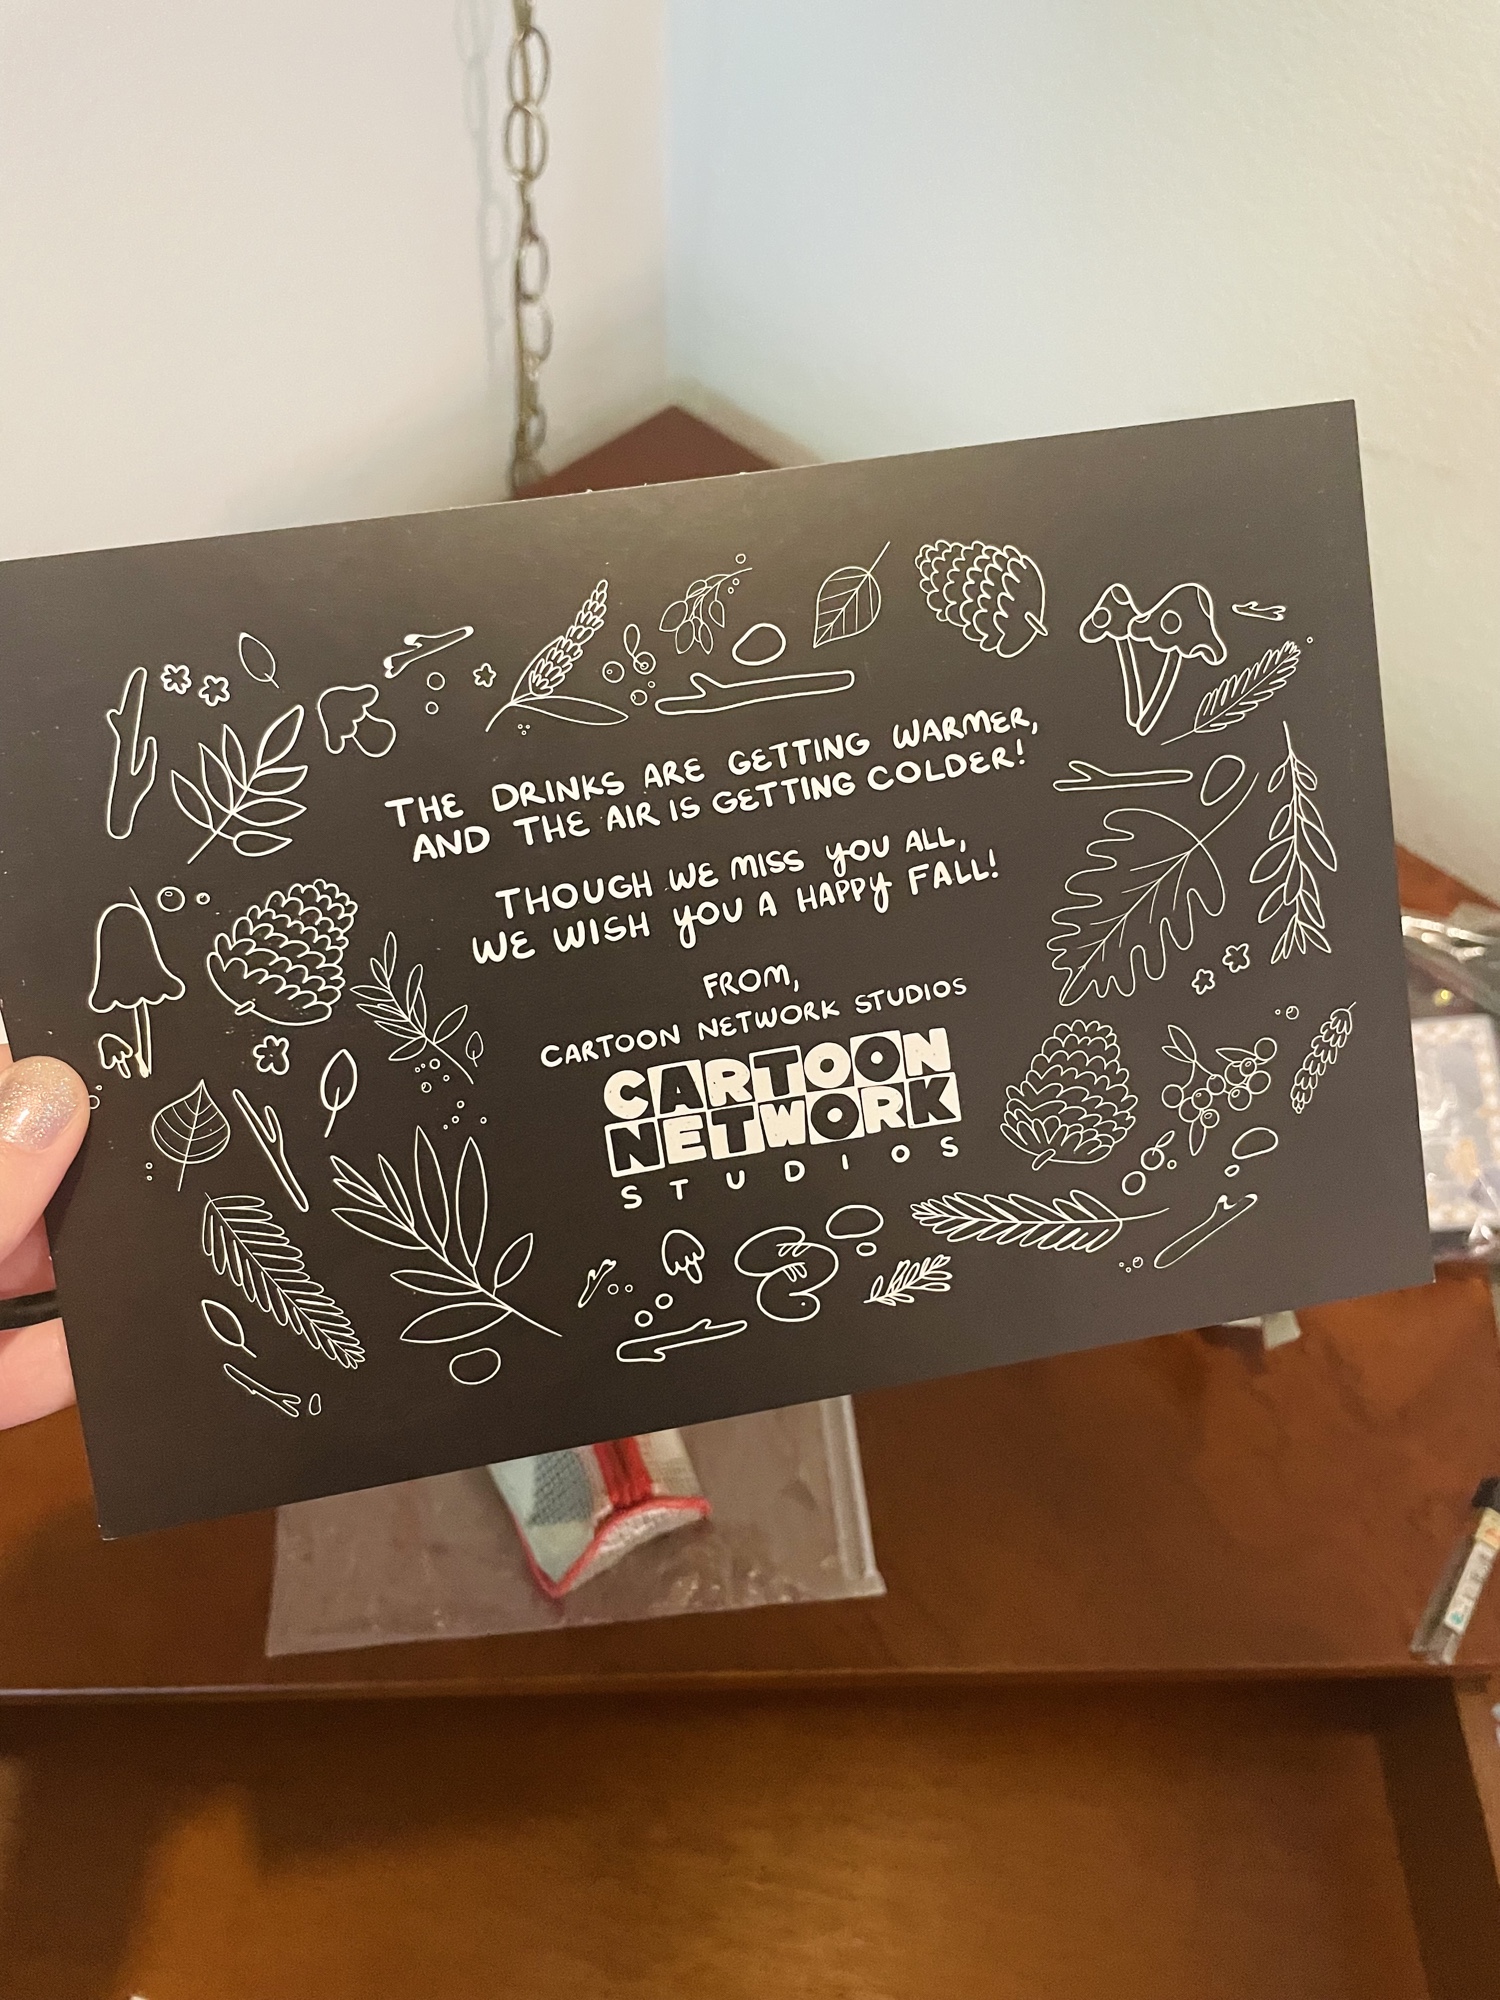 THE DRINKS ARE GETTING WARMER,
AND THE AIR IS GETTING COLDER!
THOUGH WE MISS YOU ALL,
WE WISH YOU A HAPPY FALL!
FROM,
CARTOON NETWORK STUDIOS
CARTOON
NETWORK
STUDIOS